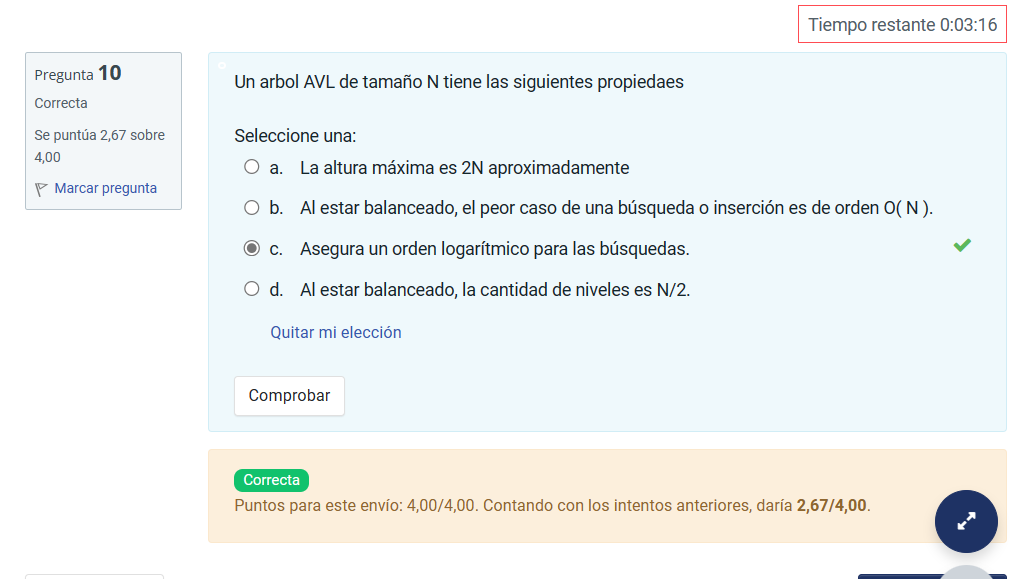 Tiempo restante 0:03:16
Pregunta 10
Correcta
Se puntúa 2,67 sobre
4,00
Marcar pregunta
Un arbol AVL de tamaño N tiene las siguientes propiedaes
Seleccione una:
a. La altura máxima es 2N aproximadamente
b. Al estar balanceado, el peor caso de una búsqueda o inserción es de orden O( N ).
c. Asegura un orden logarítmico para las búsquedas.
d. Al estar balanceado, la cantidad de niveles es N/2.
Quitar mi elección
Comprobar
Correcta
Puntos para este envío: 4,00/4,00. Contando con los intentos anteriores, daría 2,67/4,00.